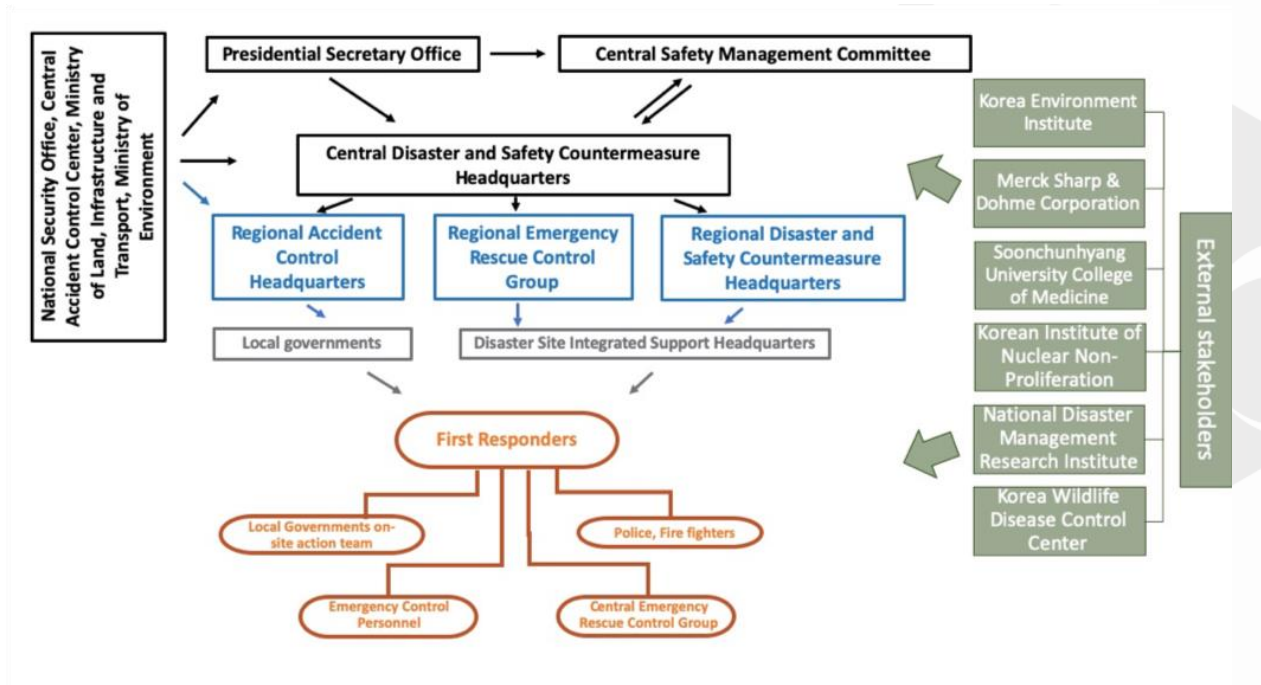 National Security Office, Central
Accident Control Center, Ministry
of Land, Infrastructure and
Transport, Ministry of
Environment
Presidential Secretary Office
Central Safety Management Committee
Central Disaster and Safety Countermeasure
Headquarters
Regional Accident
Control
Headquarters
Regional Emergency
Rescue Control
Group
Regional Disaster and
Safety Countermeasure
Headquarters
Local governments
Disaster Site Integrated Support Headquarters
First Responders
Local Governments on-
site action team
Police, Fire fighters
Emergency Control
Personnel
Central Emergency
Rescue Control Group
Korea Environment
Institute
Merck Sharp &
Dohme Corporation
Soonchunhyang
University College
of Medicine
Korean Institute of
Nuclear Non-
Proliferation
National Disaster
Management
Research Institute
Korea Wildlife
Disease Control
Center
External stakeholders